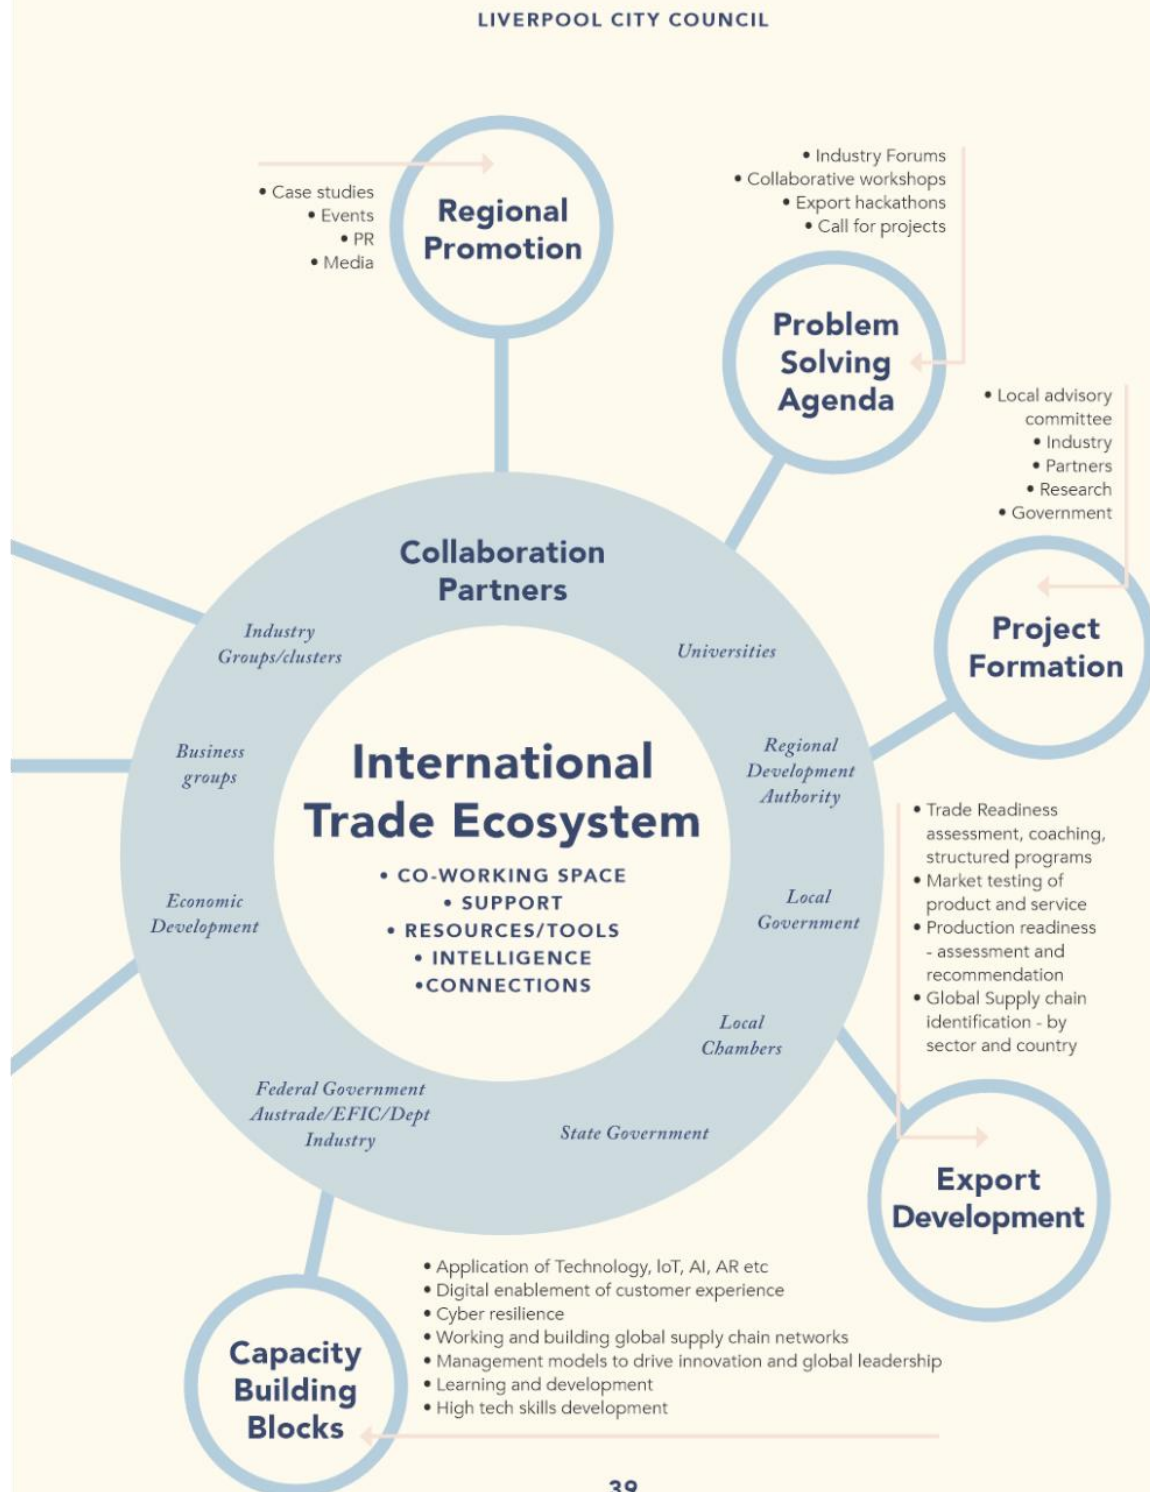 LIVERPOOL CITY COUNCIL
• Case studies
• Events
• PR
• Media
Regional
Promotion
• Industry Forums
• Collaborative workshops
• Export hackathons
• Call for projects
Problem
Solving
Agenda
• Local advisory
committee
• Industry
• Partners
• Research
• Government
Project
Formation
Collaboration
Partners
Industry
Groups/clusters
Universities
Business
groups
Regional
Development
Authority
Economic
Development
Local
Government
Local
Chambers
Federal Government
Austrade/EFIC/Dept
Industry
State Government
International
Trade Ecosystem
• CO-WORKING SPACE
• SUPPORT
• RESOURCES/TOOLS
• INTELLIGENCE
•CONNECTIONS
• Trade Readiness
assessment, coaching,
structured programs
• Market testing of
product and service
• Production readiness
- assessment and
recommendation
• Global Supply chain
identification - by
sector and country
Export
Development
• Application of Technology, IoT, AI, AR etc
• Digital enablement of customer experience
• Cyber resilience
• Working and building global supply chain networks
• Management models to drive innovation and global leadership
• Learning and development
• High tech skills development
Capacity
Building
Blocks
39